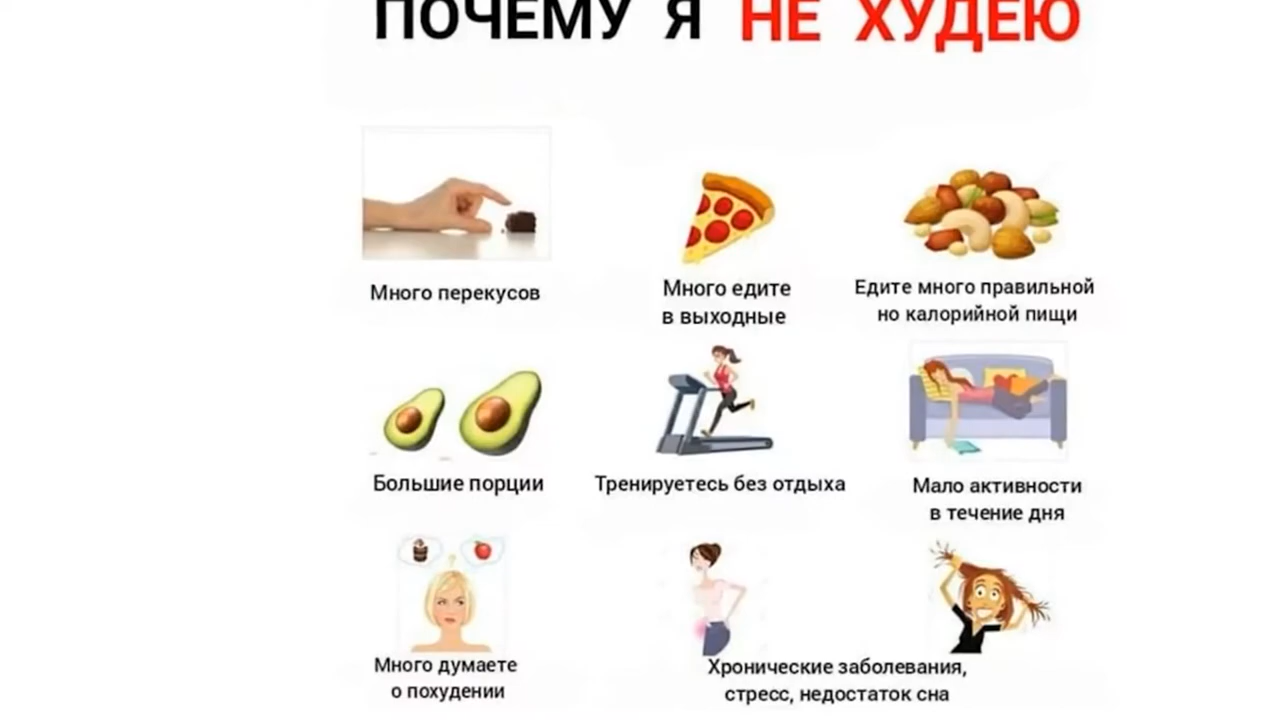 ПОЧЕМУ Я НЕ ХУДЕЮ
Много перекусов
Много едите
в выходные
Едите много правильной
но калорийной пищи
Большие порции
Тренируетесь без отдыха
Мало активности
в течение дня
Много думаете
о похудении
Хронические заболевания,
стресс, недостаток сна